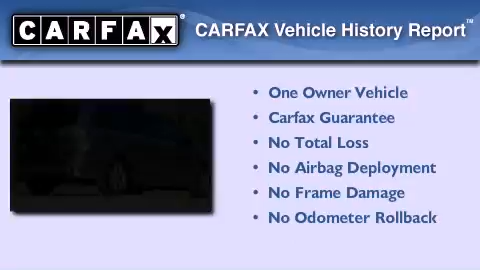 CARFAX®
CARFAX Vehicle History Report™
• One Owner Vehicle
• Carfax Guarantee
• No Total Loss
• No Airbag Deployment
• No Frame Damage
• No Odometer Rollback